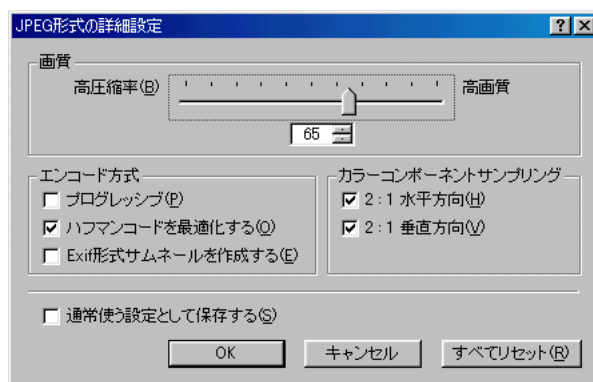 JPEG形式の詳細設定
画質
高圧縮率(B) 高画質
65
エンコード方式
プログレッシブ(P)
ハフマンコードを最適化する(O)
Exif形式サムネールを作成する(E)
カラーコンポーネントサンプリング
2:1 水平方向(H)
2:1 垂直方向(V)
通常使う設定として保存する(S)
OK キャンセル すべてリセット(R)